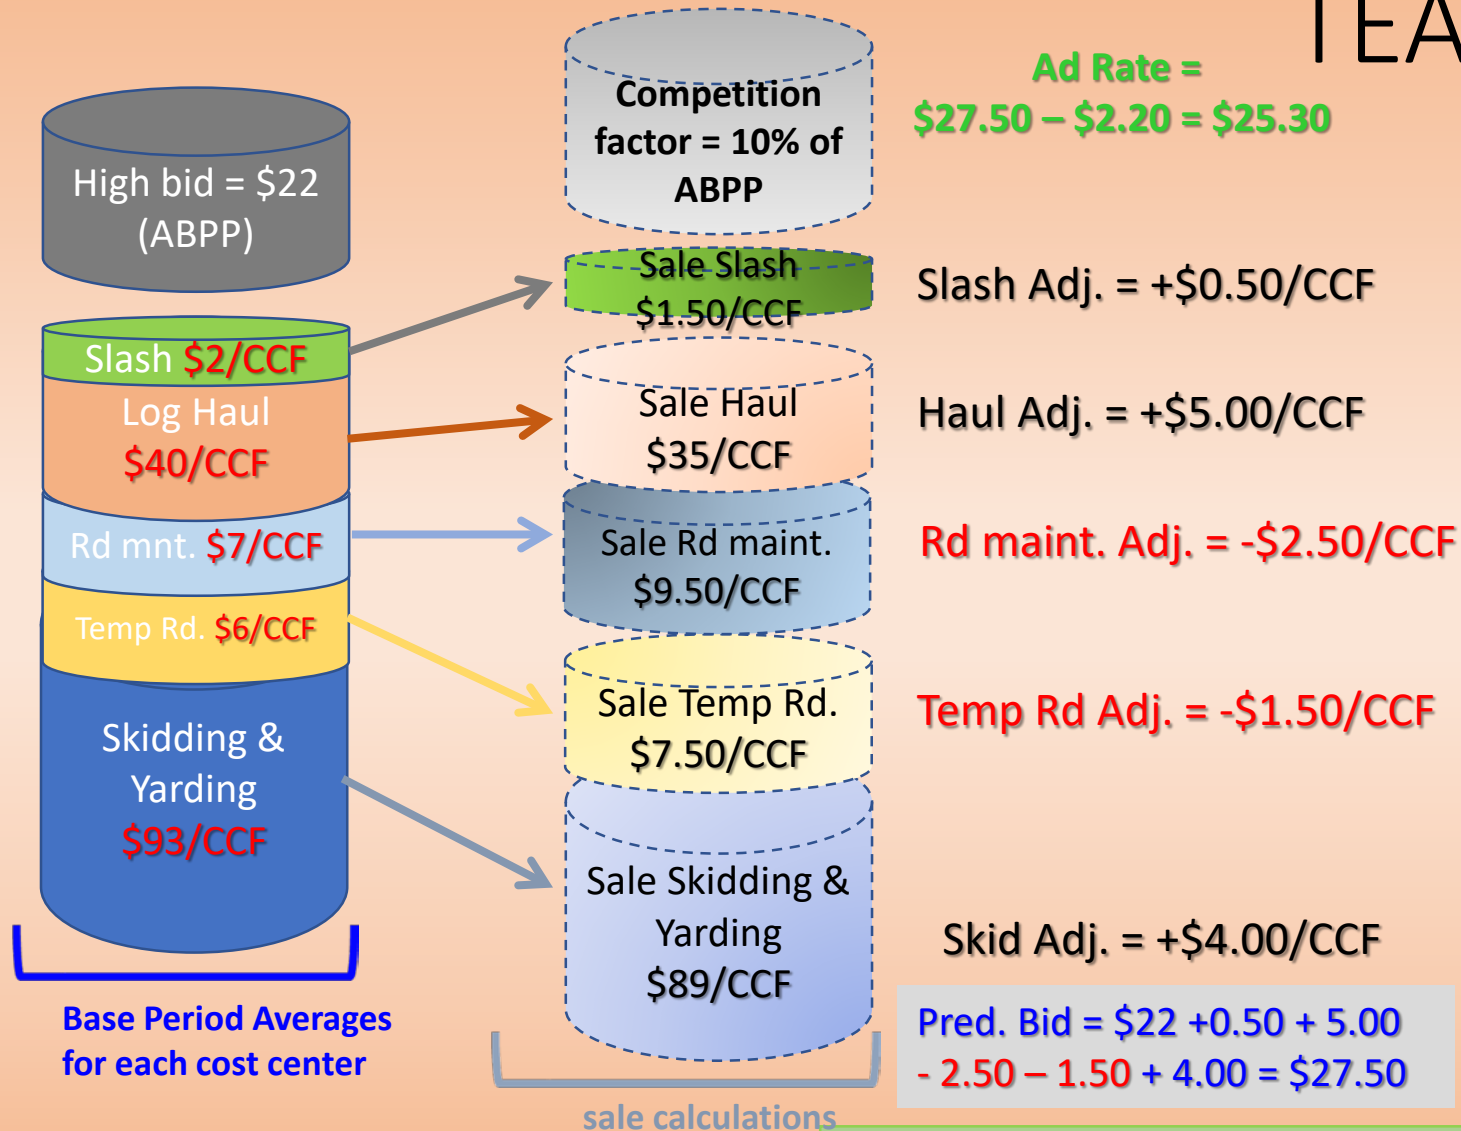 TEA
Ad Rate =
$27.50 – $2.20 = $25.30
High bid = $22
(ABPP)
Competition
factor = 10% of
ABPP
Slash $2/CCF
Sale Slash
$1.50/CCF
Slash Adj. = +$0.50/CCF
Log Haul
$40/CCF
Sale Haul
$35/CCF
Haul Adj. = +$5.00/CCF
Rd mnt. $7/CCF
Sale Rd maint.
$9.50/CCF
Rd maint. Adj. = -$2.50/CCF
Temp Rd. $6/CCF
Sale Temp Rd.
$7.50/CCF
Temp Rd Adj. = -$1.50/CCF
Skidding &
Yarding
$93/CCF
Sale Skidding &
Yarding
$89/CCF
Skid Adj. = +$4.00/CCF
Base Period Averages
for each cost center
sale calculations
Pred. Bid = $22 +0.50 + 5.00
- 2.50 – 1.50 + 4.00 = $27.50